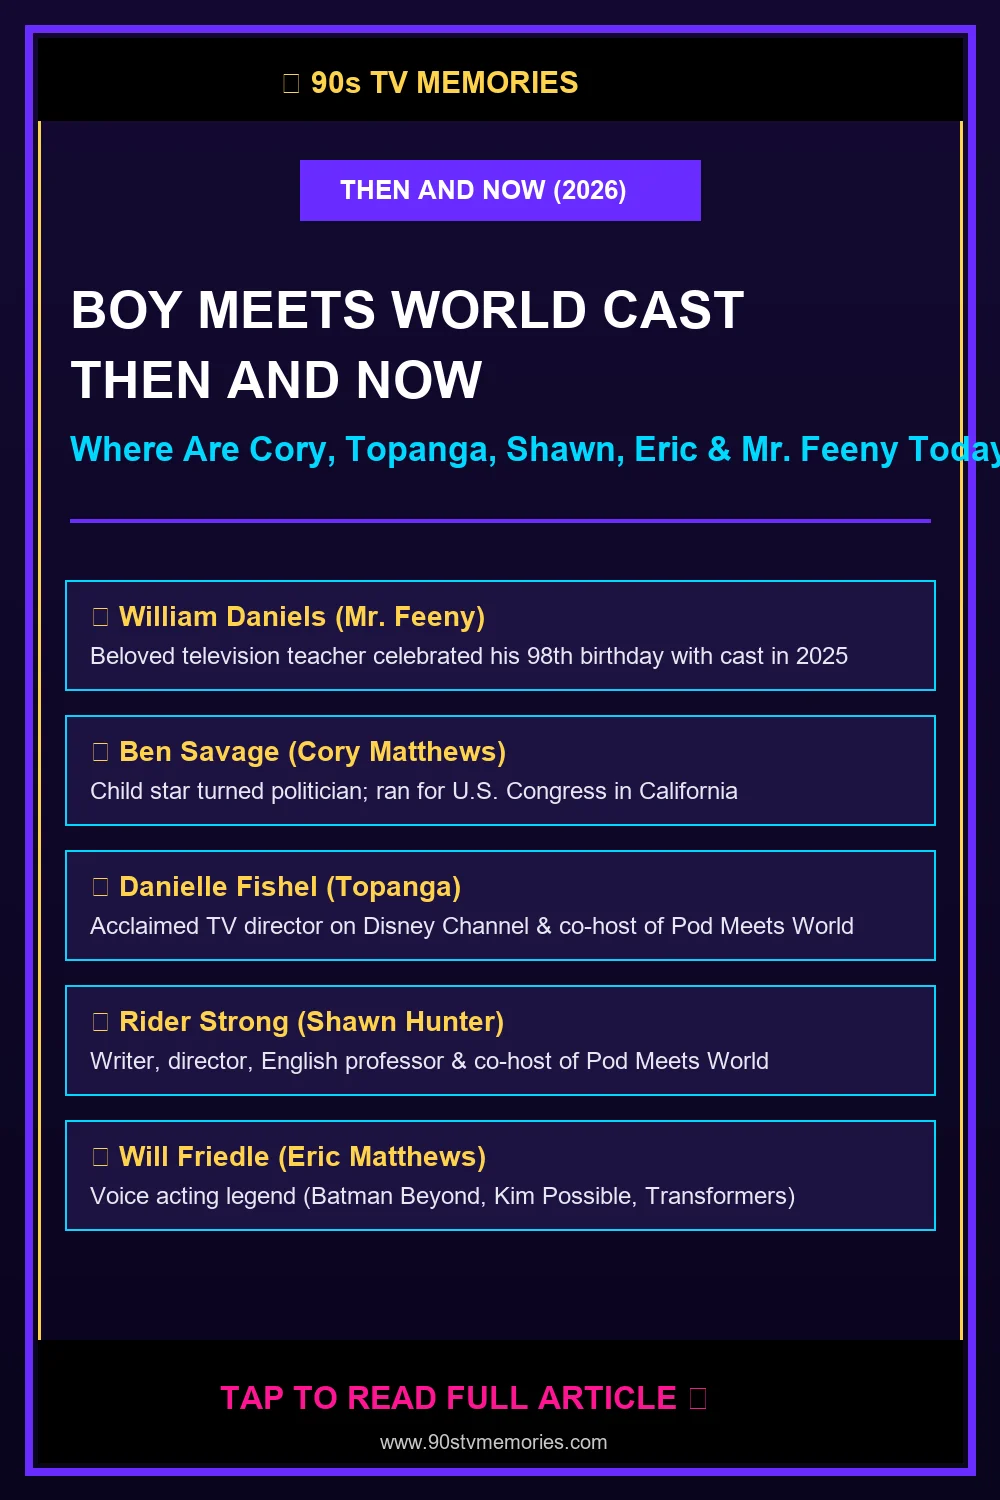 90s TV MEMORIES
THEN AND NOW (2026)
BOY MEETS WORLD CAST
THEN AND NOW
Where Are Cory, Topanga, Shawn, Eric & Mr. Feeny Today
William Daniels (Mr. Feeny)
Beloved television teacher celebrated his 98th birthday with cast in 2025
Ben Savage (Cory Matthews)
Child star turned politician; ran for U.S. Congress in California
Danielle Fishel (Topanga)
Acclaimed TV director on Disney Channel & co-host of Pod Meets World
Rider Strong (Shawn Hunter)
Writer, director, English professor & co-host of Pod Meets World
Will Friedle (Eric Matthews)
Voice acting legend (Batman Beyond, Kim Possible, Transformers)
TAP TO READ FULL ARTICLE
www.90stvmemories.com